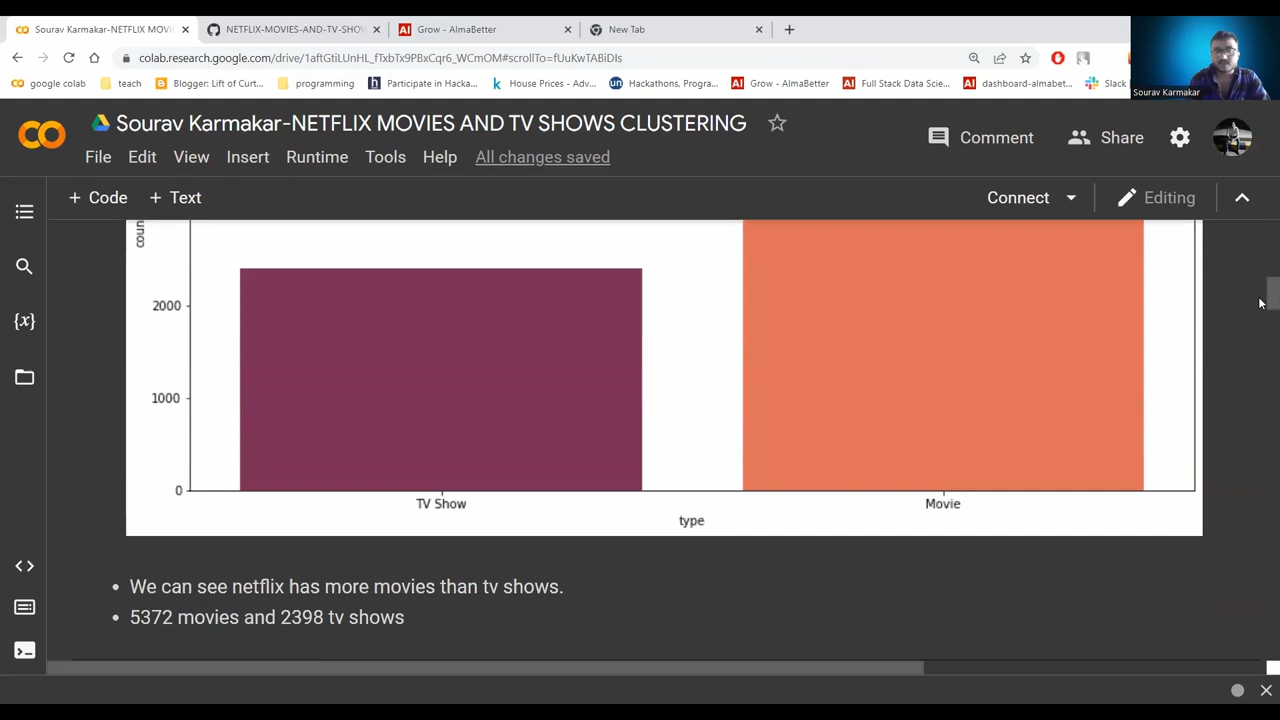 Sourav Karmakar-NETFLIX MOVI
NETFLIX-MOVIES-AND-TV-SHO
Grow - AlmaBetter
New Tab
colab.research.google.com/drive/1aftGtiLUnHL_fTxbTx9PBxCqr6_WCmOM#scrollTo=fUuKwTABiDIs
google colab
teach
Blogger: Lift of Curt...
programming
Participate in Hacka...
House Prices - Adv...
Hackathons, Progra...
Grow - AlmaBetter
Full Stack Data Scie...
dashboard-almabet...
Slack
Sourav Karmakar
Sourav Karmakar-NETFLIX MOVIES AND TV SHOWS CLUSTERING
File Edit View Insert Runtime Tools Help All changes saved
Comment
Share
+ Code + Text
Connect
Editing
coun
2000
1000
0
TV Show
Movie
type
• We can see netflix has more movies than tv shows.
• 5372 movies and 2398 tv shows